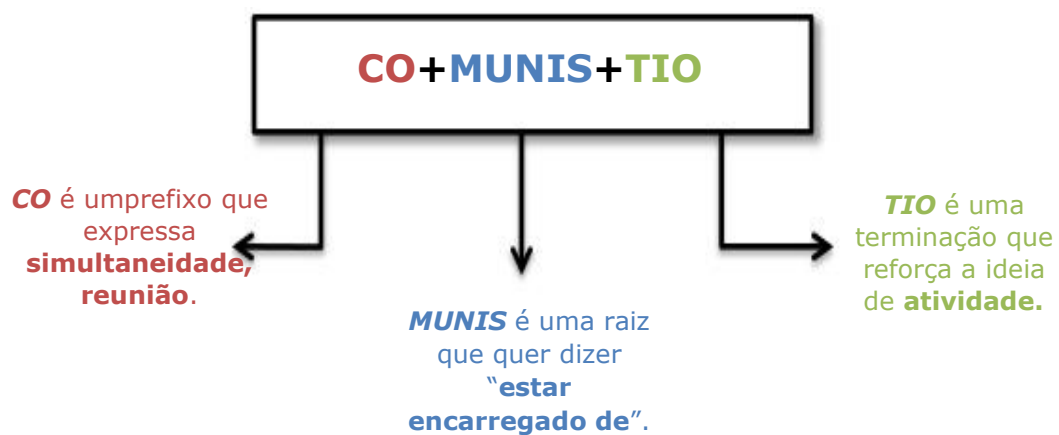 CO+MUNIS+TIO
CO é umprefixo que
expressa
simultaneidade,
reunião.
MUNIS é uma raiz
que quer dizer
“estar
encarregado de”.
TIO é uma
terminação que
reforça a ideia
de atividade.